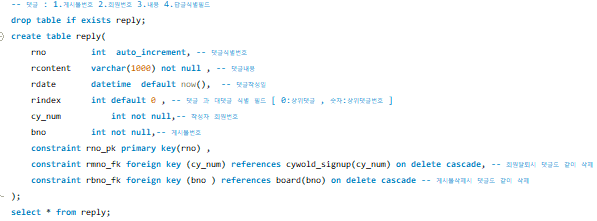 -- 댓글 : 1.게시물번호 2.회원번호 3.내용 4.답글식별필드
drop table if exists reply;
create table reply(
rno int auto_increment, -- 댓글식별번호
rcontent varchar(1000) not null , -- 댓글내용
rdate datetime default now(), -- 댓글작성일
rindex int default 0 , -- 댓글 과 대댓글 식별 필드 [ 0:상위댓글 , 숫자:상위댓글번호 ]
cy_num int not null,-- 작성자 회원번호
bno int not null,-- 게시물번호
constraint rno_pk primary key(rno) ,
constraint rmno_fk foreign key (cy_num) references cywold_signup(cy_num) on delete cascade, -- 회원탈퇴시 댓글도 같이 삭제
constraint rbno_fk foreign key (bno ) references board(bno) on delete cascade -- 게시물삭제시 댓글도 같이 삭제
);
select * from reply;